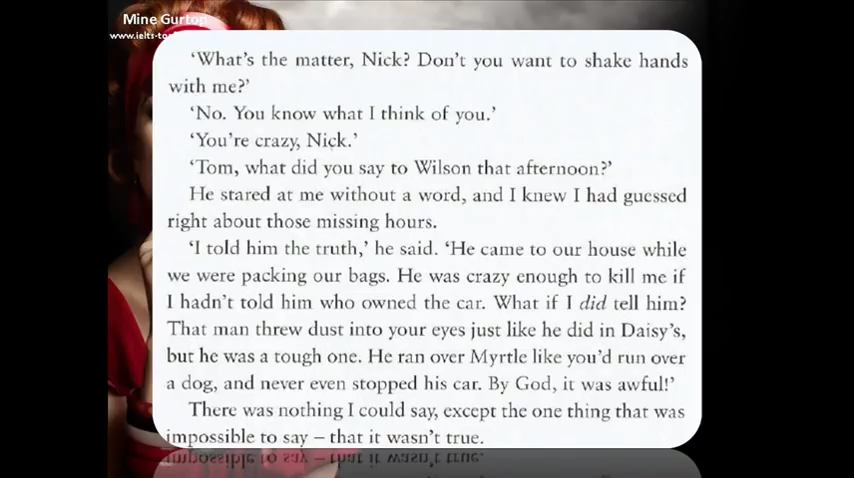 Mine Gurtop
‘What's the matter, Nick? Don't you want to shake hands
with me?’
‘No. You know what I think of you.’
‘You're crazy, Nick.’
‘Tom, what did you say to Wilson that afternoon?’
He stared at me without a word, and I knew I had guessed
right about those missing hours.
‘I told him the truth,’ he said. ‘He came to our house while
we were packing our bags. He was crazy enough to kill me if
I hadn't told him who owned the car. What if I did tell him?
That man threw dust into your eyes just like he did in Daisy's,
but he was a tough one. He ran over Myrtle like you'd run over
a dog, and never even stopped his car. By God, it was awful!’
There was nothing I could say, except the one thing that was
impossible to say – that it wasn't true.